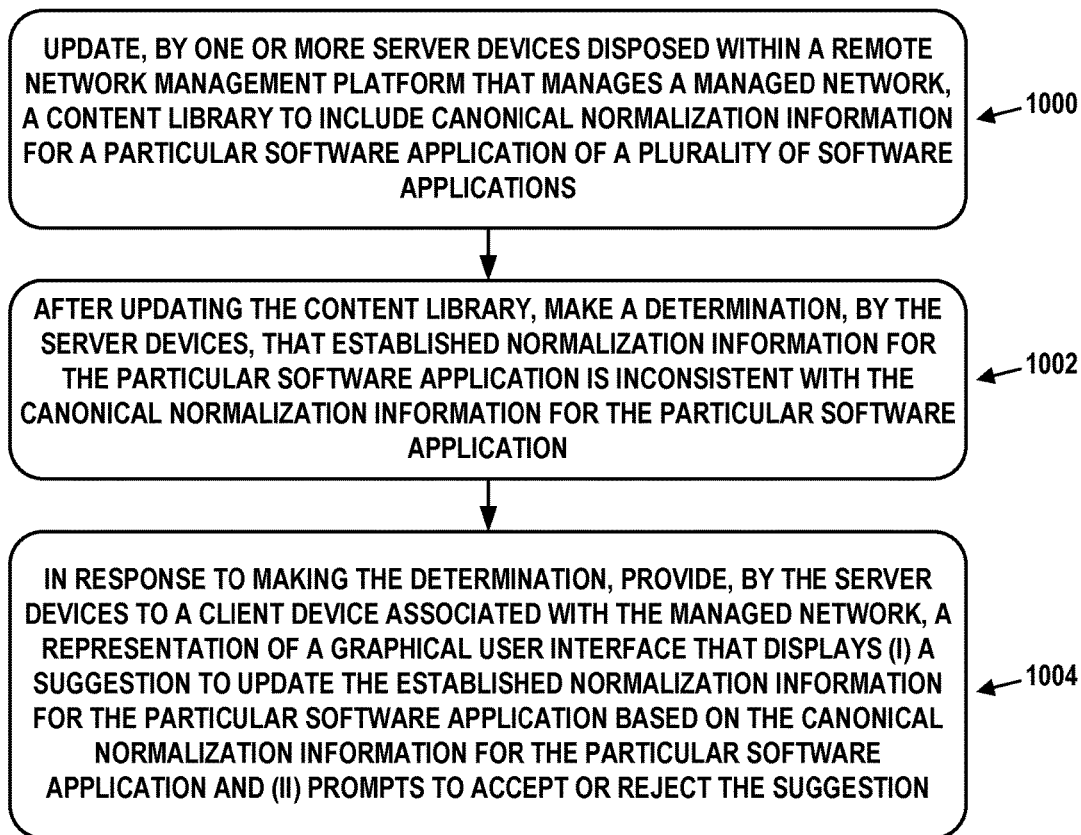 UPDATE, BY ONE OR MORE SERVER DEVICES DISPOSED WITHIN A REMOTE
NETWORK MANAGEMENT PLATFORM THAT MANAGES A MANAGED NETWORK,
A CONTENT LIBRARY TO INCLUDE CANONICAL NORMALIZATION INFORMATION
FOR A PARTICULAR SOFTWARE APPLICATION OF A PLURALITY OF SOFTWARE
APPLICATIONS
1000
AFTER UPDATING THE CONTENT LIBRARY, MAKE A DETERMINATION, BY THE
SERVER DEVICES, THAT ESTABLISHED NORMALIZATION INFORMATION FOR
THE PARTICULAR SOFTWARE APPLICATION IS INCONSISTENT WITH THE
CANONICAL NORMALIZATION INFORMATION FOR THE PARTICULAR SOFTWARE
APPLICATION
1002
IN RESPONSE TO MAKING THE DETERMINATION, PROVIDE, BY THE SERVER
DEVICES TO A CLIENT DEVICE ASSOCIATED WITH THE MANAGED NETWORK, A
REPRESENTATION OF A GRAPHICAL USER INTERFACE THAT DISPLAYS (I) A
SUGGESTION TO UPDATE THE ESTABLISHED NORMALIZATION INFORMATION
FOR THE PARTICULAR SOFTWARE APPLICATION BASED ON THE CANONICAL
NORMALIZATION INFORMATION FOR THE PARTICULAR SOFTWARE
APPLICATION AND (II) PROMPTS TO ACCEPT OR REJECT THE SUGGESTION
1004